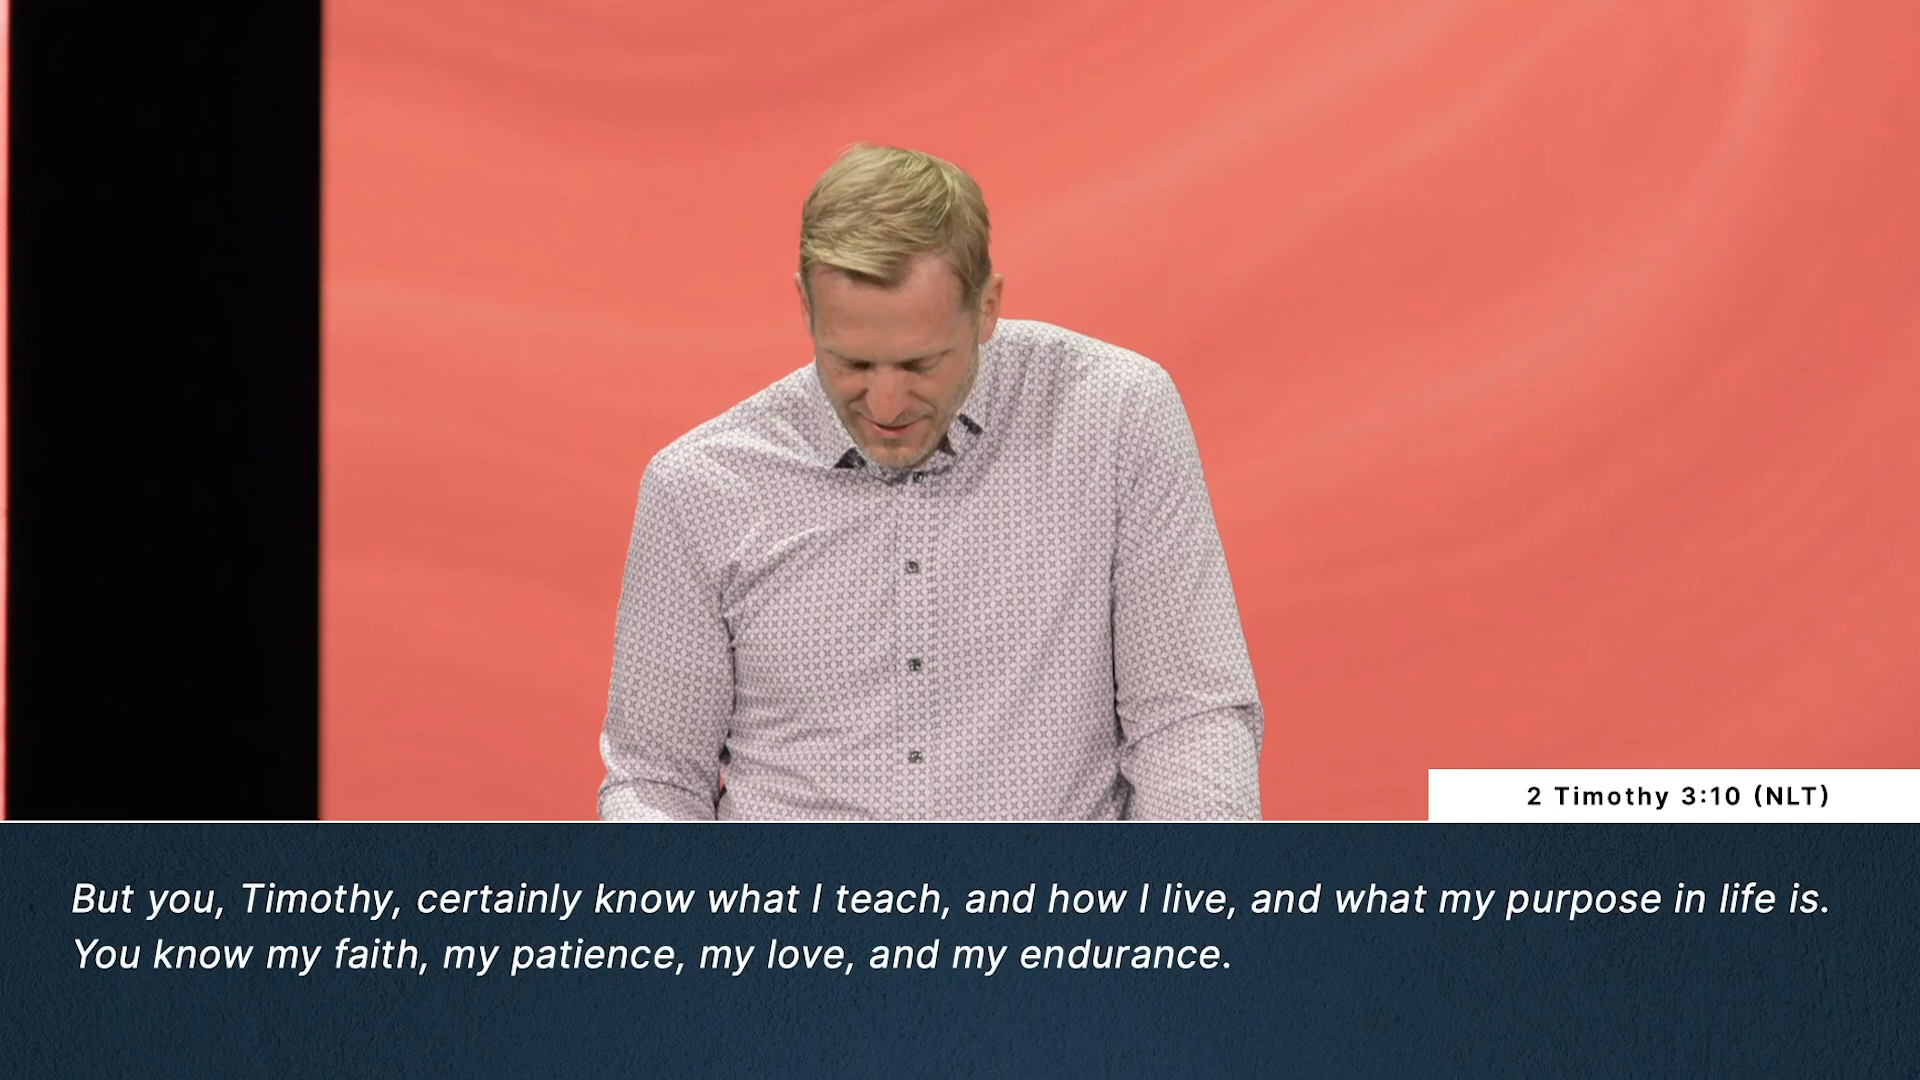 2 Timothy 3:10 (NLT)
But you, Timothy, certainly know what I teach, and how I live, and what my purpose in life is.
You know my faith, my patience, my love, and my endurance.